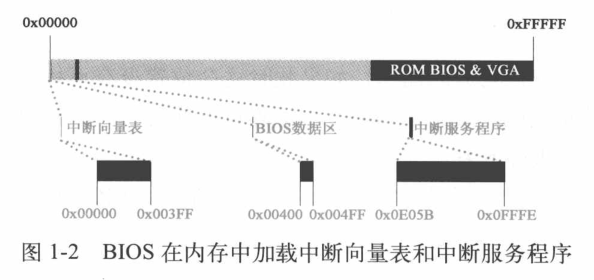 0x00000 0xFFFFF
ROM BIOS & VGA
中断向量表 BIOS数据区 中断服务程序
0x00000 0x003FF 0x00400 0x004FF 0x0E05B 0x0FFFE
图 1-2 BIOS 在内存中加载中断向量表和中断服务程序